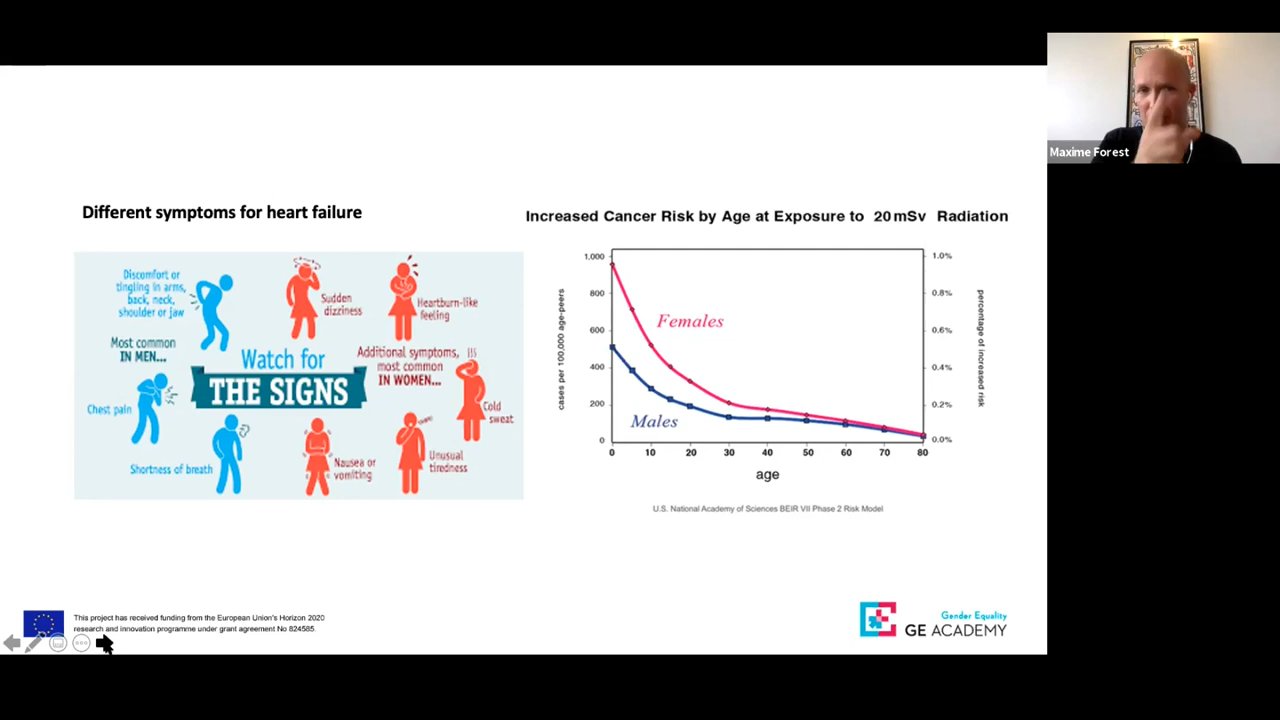 Maxime Forest
Different symptoms for heart failure
Discomfort or
tingling in arms,
back, neck,
shoulder or jaw
Sudden
dizziness
Heartburn-like
feeling
Most common
IN MEN...
Watch for
THE SIGNS
Additional symptoms,
most common
IN WOMEN...
Chest pain
Cold
sweat
Shortness of breath
Nausea or
vomiting
Unusual
tiredness
Increased Cancer Risk by Age at Exposure to 20 mSv Radiation
cases per 100,000 age-peers
1,000
800
600
400
200
0
Females
Males
1.0%
0.8%
0.6%
0.4%
0.2%
0.0%
percentage of increased risk
0 10 20 30 40 50 60 70 80
age
U.S. National Academy of Sciences BEIR VII Phase 2 Risk Model
This project has received funding from the European Union's Horizon 2020
research and innovation programme under grant agreement No 824585.
Gender Equality
GE ACADEMY